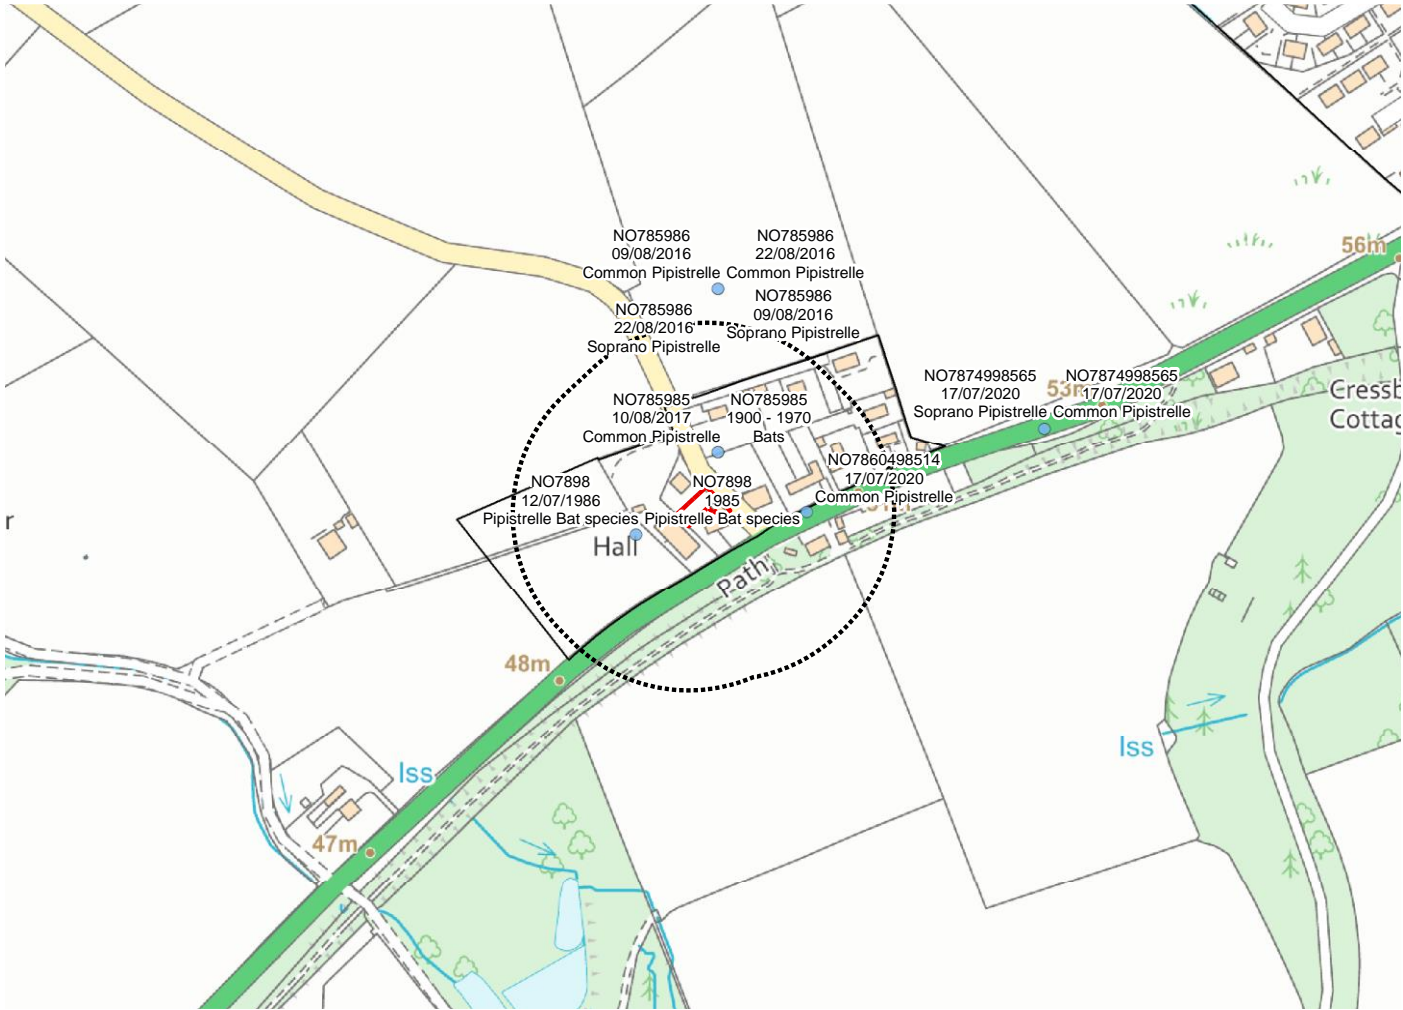 56m
NO785986
09/08/2016
Common Pipistrelle
NO785986
22/08/2016
Common Pipistrelle
NO785986
22/08/2016
Soprano Pipistrelle
NO785986
09/08/2016
Soprano Pipistrelle
NO7874998565
17/07/2020
Soprano Pipistrelle
53m
NO7874998565
17/07/2020
Common Pipistrelle
Cressb
Cottag
NO785985
10/08/2017
Common Pipistrelle
NO785985
1900 - 1970
Bats
NO7860498514
17/07/2020
Common Pipistrelle
NO7898
12/07/1986
Pipistrelle Bat species
NO7898
1985
Pipistrelle Bat species
r
Hall
Path
48m
Iss
Iss
47m